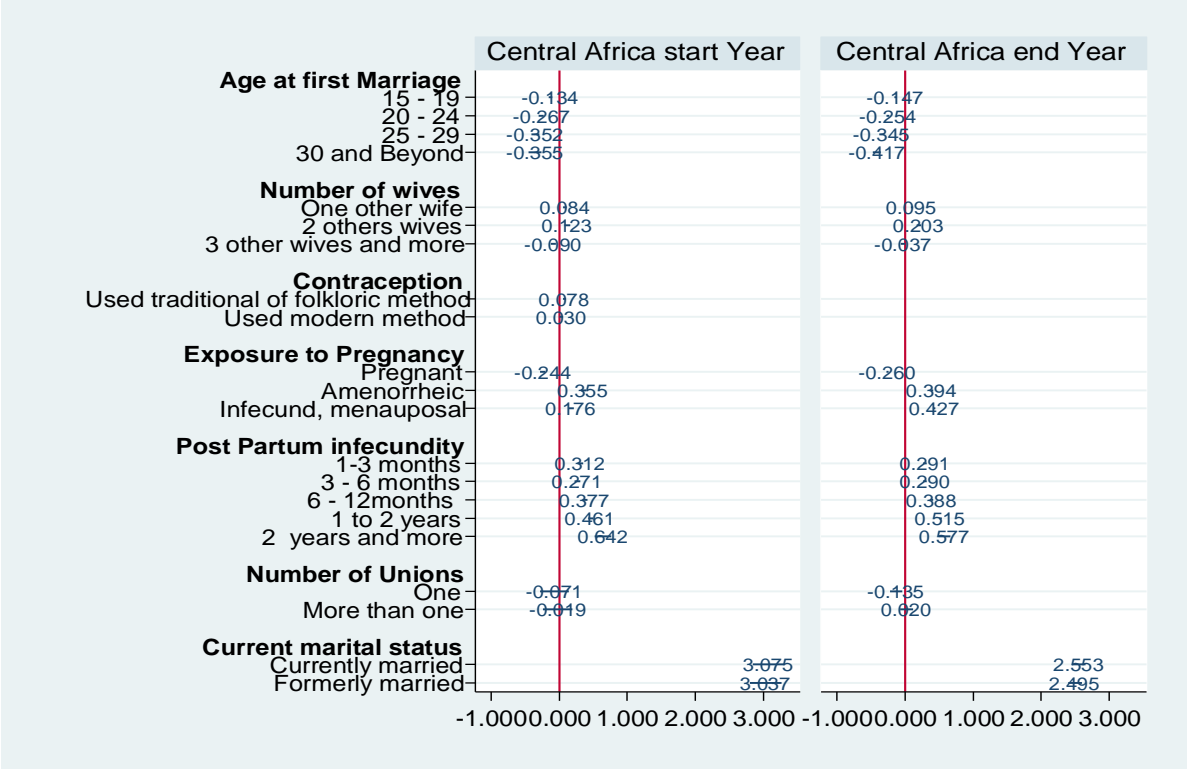 Central Africa start Year Central Africa end Year
Age at first Marriage
15 - 19 -0.134 -0.147
20 - 24 -0.267 -0.254
25 - 29 -0.352 -0.345
30 and Beyond -0.355 -0.417
Number of wives
One other wife 0.084 0.095
2 others wives 0.123 0.203
3 other wives and more -0.090 -0.037
Contraception
Used traditional of folkloric method 0.078
Used modern method 0.030
Exposure to Pregnancy
Pregnant -0.244 -0.260
Amenorrheic 0.355 0.394
Infecund, menauposal 0.176 0.427
Post Partum infecundity
1-3 months 0.312 0.291
3 - 6 months 0.271 0.290
6 - 12months 0.377 0.388
1 to 2 years 0.461 0.515
2 years and more 0.642 0.577
Number of Unions
One -0.071 -0.135
More than one -0.019 0.020
Current marital status
Currently married 3.075 2.553
Formerly married 3.037 2.495
-1.000 0.000 1.000 2.000 3.000 -1.000 0.000 1.000 2.000 3.000